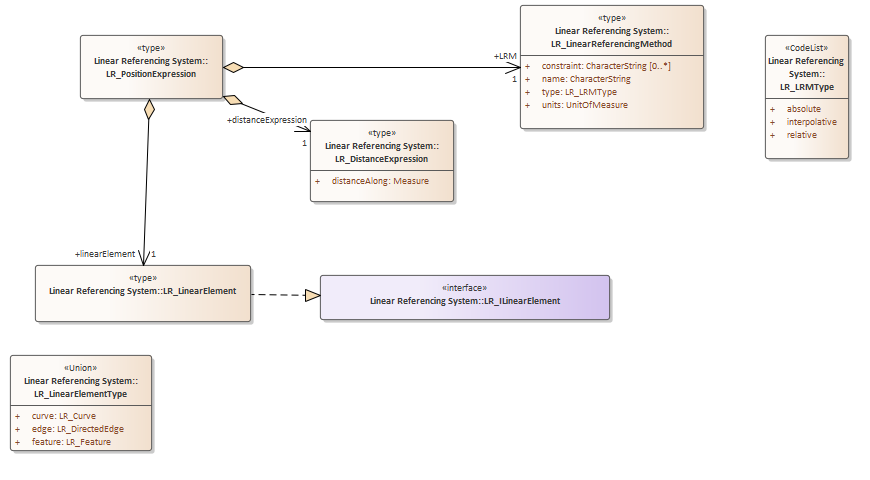 «type»
Linear Referencing System::
LR_PositionExpression
+LRM
1
«type»
Linear Referencing System::
LR_LinearReferencingMethod
+ constraint: CharacterString [0..*]
+ name: CharacterString
+ type: LR_LRMType
+ units: UnitOfMeasure
«CodeList»
Linear Referencing
System::
LR_LRMType
+ absolute
+ interpolative
+ relative
+distanceExpression
1
«type»
Linear Referencing System::
LR_DistanceExpression
+ distanceAlong: Measure
+linearElement
1
«type»
Linear Referencing System::LR_LinearElement
«interface»
Linear Referencing System::LR_ILinearElement
«Union»
Linear Referencing System::
LR_LinearElementType
+ curve: LR_Curve
+ edge: LR_DirectedEdge
+ feature: LR_Feature